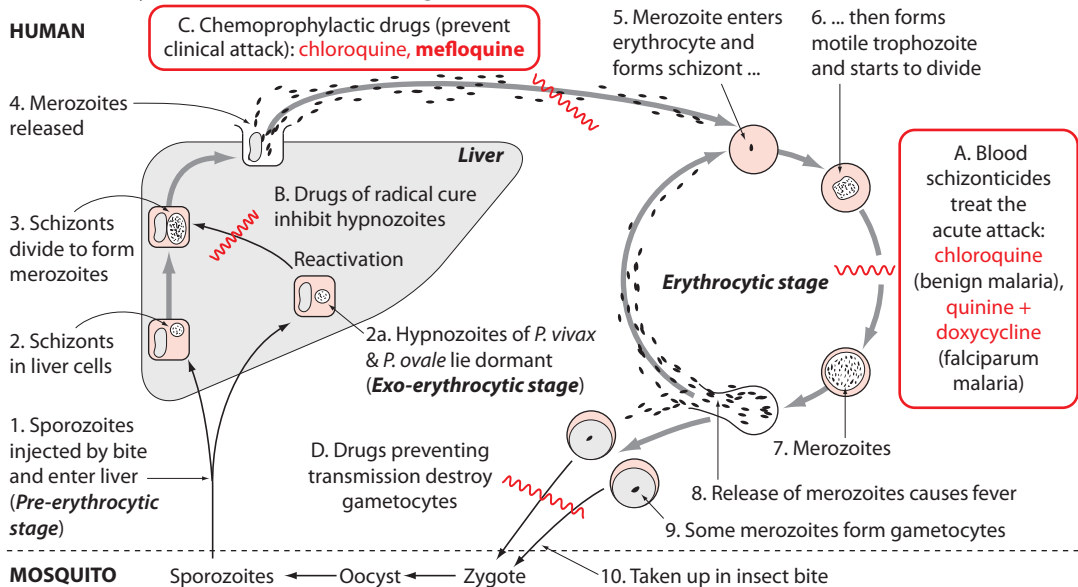 HUMAN
C. Chemoprophylactic drugs (prevent
clinical attack): chloroquine, mefloquine
5. Merozoite enters
erythrocyte and
forms schizont ...
6. ... then forms
motile trophozoite
and starts to divide
4. Merozoites
released
Liver
B. Drugs of radical cure
inhibit hypnozoites
3. Schizonts
divide to form
merozoites
Reactivation
2. Schizonts
in liver cells
2a. Hypnozoites of P. vivax
& P. ovale lie dormant
(Exo-erythrocytic stage)
Erythrocytic stage
A. Blood
schizonticides
treat the
acute attack:
chloroquine
(benign malaria),
quinine +
doxycycline
(falciparum
malaria)
1. Sporozoites
injected by bite
and enter liver
(Pre-erythrocytic
stage)
D. Drugs preventing
transmission destroy
gametocytes
7. Merozoites
8. Release of merozoites causes fever
9. Some merozoites form gametocytes
MOSQUITO
Sporozoites
Oocyst
Zygote
10. Taken up in insect bite